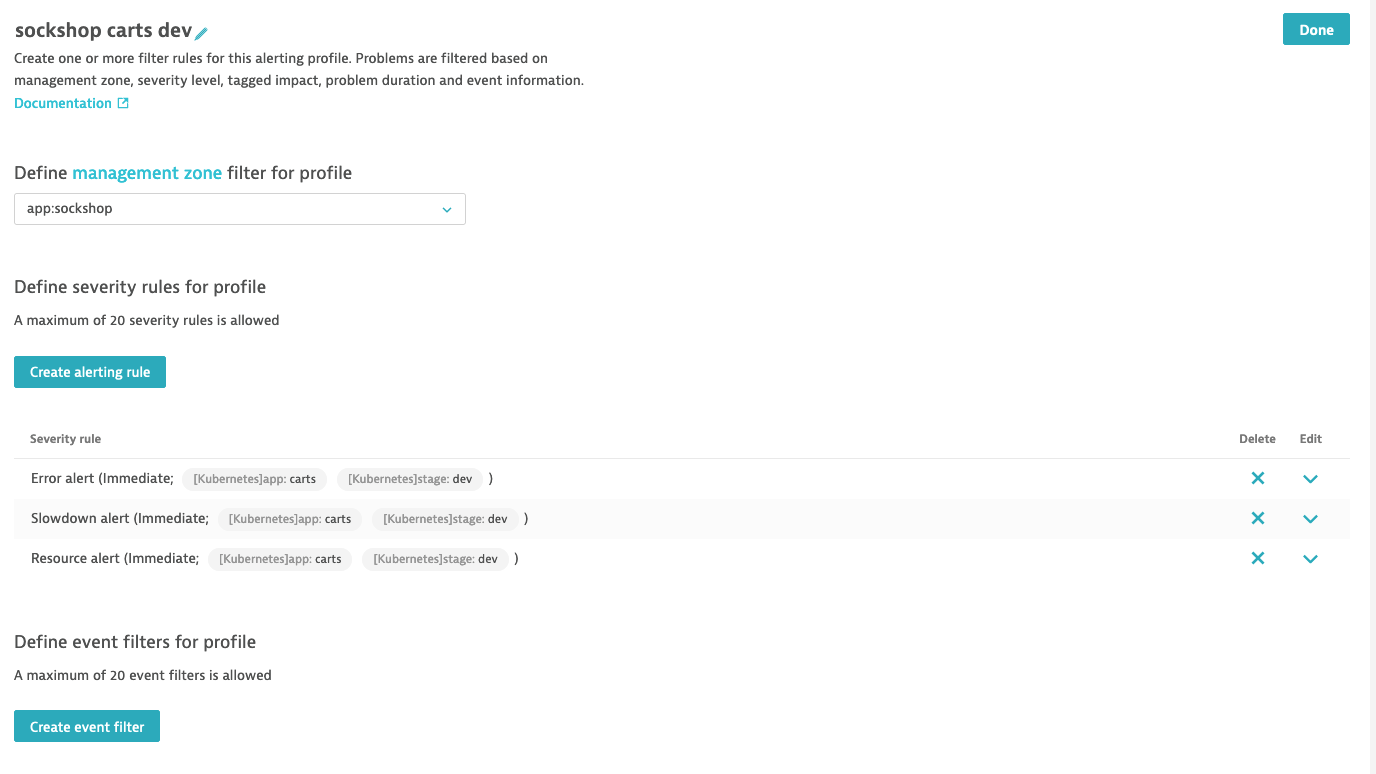 sockshop carts dev
Done
Create one or more filter rules for this alerting profile. Problems are filtered based on
management zone, severity level, tagged impact, problem duration and event information.
Documentation
Define management zone filter for profile
app:sockshop
Define severity rules for profile
A maximum of 20 severity rules is allowed
Create alerting rule
Severity rule Delete Edit
Error alert (Immediate; [Kubernetes]app: carts [Kubernetes]stage: dev )
Slowdown alert (Immediate; [Kubernetes]app: carts [Kubernetes]stage: dev )
Resource alert (Immediate; [Kubernetes]app: carts [Kubernetes]stage: dev )
Define event filters for profile
A maximum of 20 event filters is allowed
Create event filter